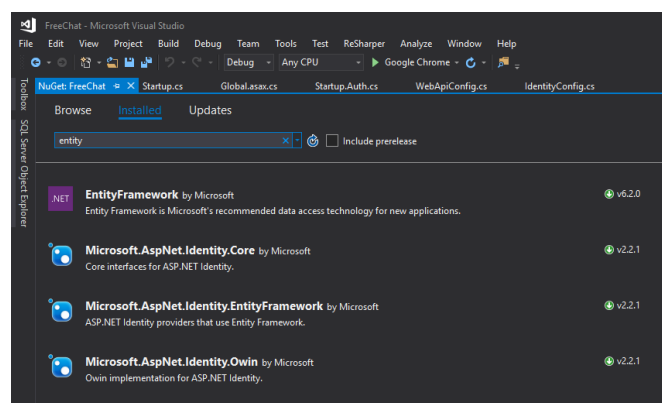 FreeChat - Microsoft Visual Studio
File Edit View Project Build Debug Team Tools Test ReSharper Analyze Window Help
Debug Any CPU Google Chrome
NuGet: FreeChat Startup.cs Global.asax.cs Startup.Auth.cs WebApiConfig.cs IdentityConfig.cs
Toolbox
SQL Server Object Explorer
Browse Installed Updates
entity Include prerelease
.NET EntityFramework by Microsoft v6.2.0
Entity Framework is Microsoft's recommended data access technology for new applications.
Microsoft.AspNet.Identity.Core by Microsoft v2.2.1
Core interfaces for ASP.NET Identity.
Microsoft.AspNet.Identity.EntityFramework by Microsoft v2.2.1
ASP.NET Identity providers that use Entity Framework.
Microsoft.AspNet.Identity.Owin by Microsoft v2.2.1
Owin implementation for ASP.NET Identity.